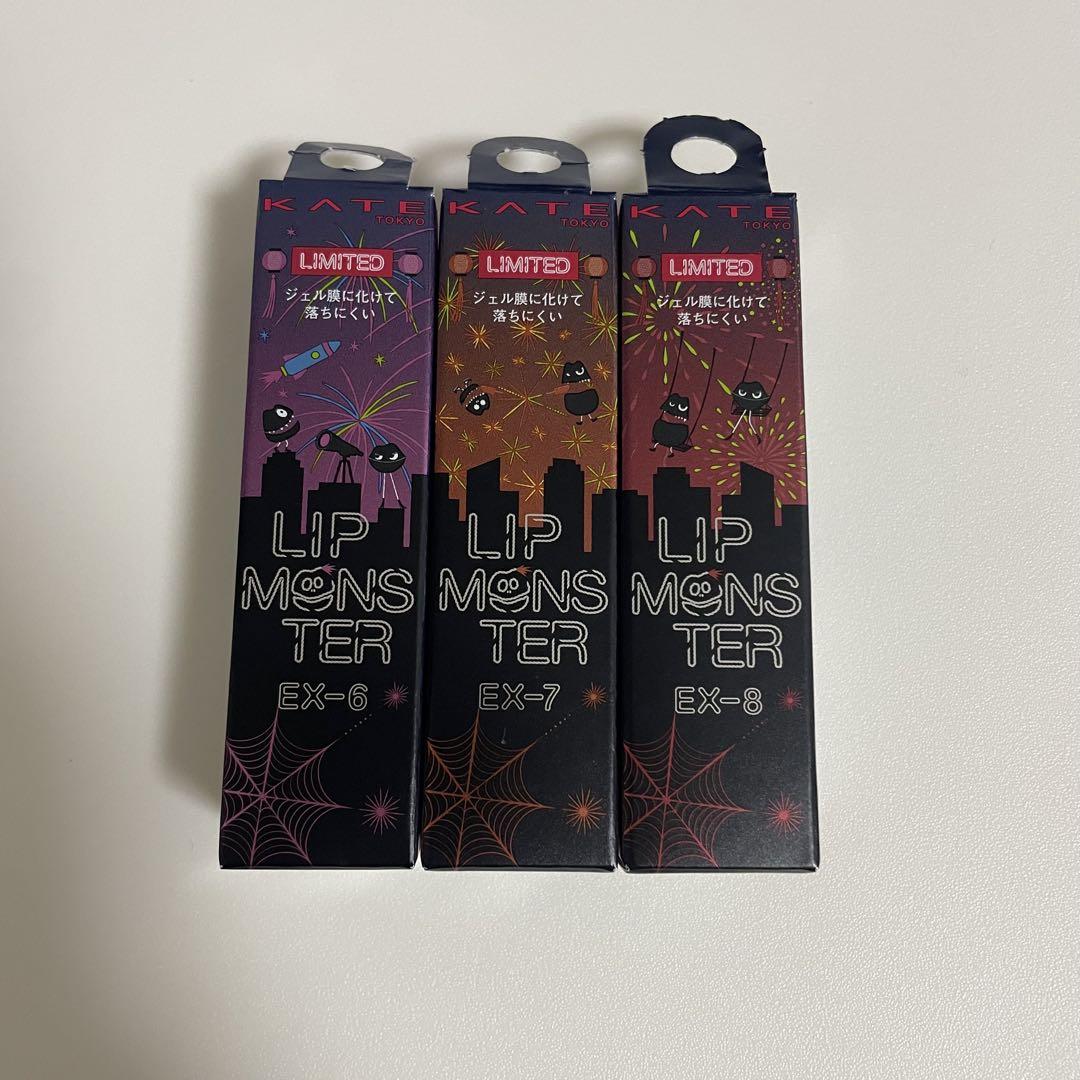 KATE
TOKYO
LIMITED
ジェル膜に化けて
落ちにくい
LIP
MONS
TER
EX-6
KATE
TOKYO
LIMITED
ジェル膜に化けて
落ちにくい
LIP
MONS
TER
EX-7
KATE
TOKYO
LIMITED
ジェル膜に化けて
落ちにくい
LIP
MONS
TER
EX-8